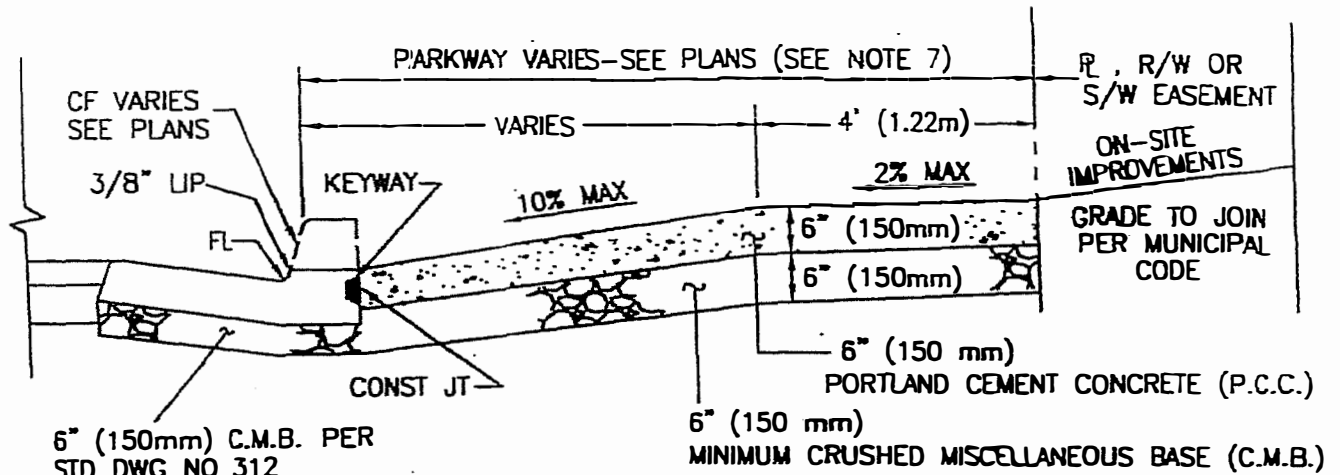 PARKWAY VARIES-SEE PLANS (SEE NOTE 7)
PL , R/W OR
S/W EASEMENT
CF VARIES
SEE PLANS
VARIES
4' (1.22m)
ON-SITE
IMPROVEMENTS
3/8" LIP
KEYWAY
10% MAX
2% MAX
FL
6" (150mm)
GRADE TO JOIN
PER MUNICIPAL
CODE
6" (150mm)
CONST JT
6" (150 mm)
PORTLAND CEMENT CONCRETE (P.C.C.)
6" (150mm) C.M.B. PER
STD DWG NO 312
6" (150 mm)
MINIMUM CRUSHED MISCELLANEOUS BASE (C.M.B.)